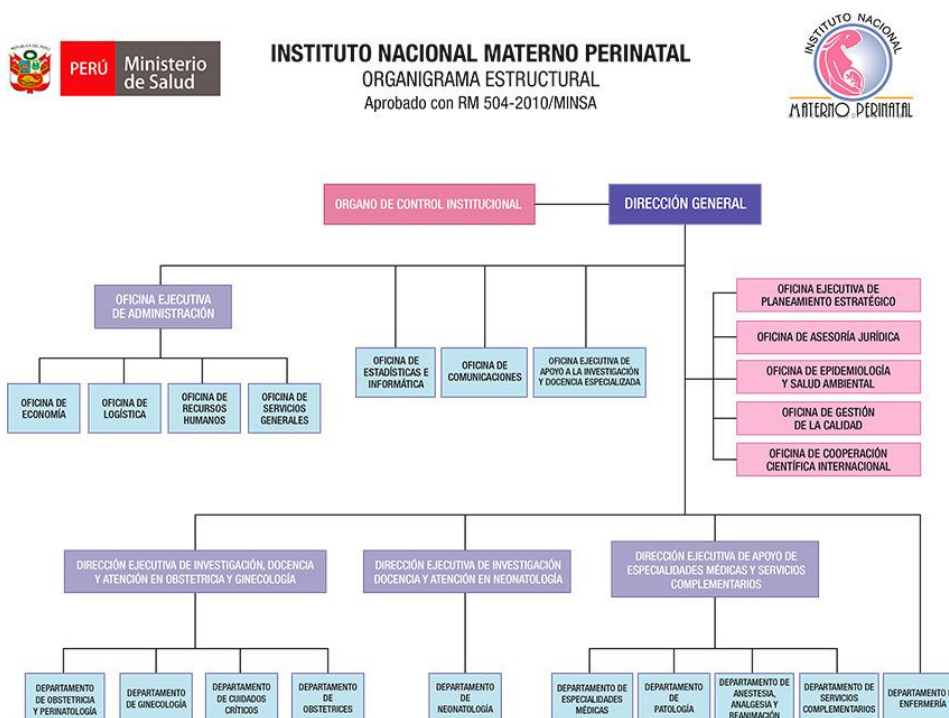 REPÚBLICA DEL PERÚ
PERÚ
Ministerio
de Salud
INSTITUTO NACIONAL MATERNO PERINATAL
ORGANIGRAMA ESTRUCTURAL
Aprobado con RM 504-2010/MINSA
INSTITUTO NACIONAL
MATERNO PERINATAL
ORGANO DE CONTROL INSTITUCIONAL
DIRECCIÓN GENERAL
OFICINA EJECUTIVA
DE ADMINISTRACIÓN
OFICINA DE
ECONOMÍA
OFICINA DE
LOGÍSTICA
OFICINA DE
RECURSOS
HUMANOS
OFICINA DE
SERVICIOS
GENERALES
OFICINA DE
ESTADÍSTICAS E
INFORMÁTICA
OFICINA DE
COMUNICACIONES
OFICINA EJECUTIVA DE
APOYO A LA INVESTIGACIÓN
Y DOCENCIA ESPECIALIZADA
OFICINA EJECUTIVA DE
PLANEAMIENTO ESTRATÉGICO
OFICINA DE ASESORÍA JURÍDICA
OFICINA DE EPIDEMIOLOGÍA
Y SALUD AMBIENTAL
OFICINA DE GESTIÓN
DE LA CALIDAD
OFICINA DE COOPERACIÓN
CIENTÍFICA INTERNACIONAL
DIRECCIÓN EJECUTIVA DE INVESTIGACIÓN, DOCENCIA
Y ATENCIÓN EN OBSTETRICIA Y GINECOLOGÍA
DIRECCIÓN EJECUTIVA DE INVESTIGACIÓN
DOCENCIA Y ATENCIÓN EN NEONATOLOGÍA
DIRECCIÓN EJECUTIVA DE APOYO DE
ESPECIALIDADES MÉDICAS Y SERVICIOS
COMPLEMENTARIOS
DEPARTAMENTO
DE OBSTETRICIA
Y PERINATOLOGÍA
DEPARTAMENTO
DE GINECOLOGÍA
DEPARTAMENTO
DE CUIDADOS
CRÍTICOS
DEPARTAMENTO
DE
OBSTETRICES
DEPARTAMENTO
DE
NEONATOLOGÍA
DEPARTAMENTO DE
ESPECIALIDADES
MÉDICAS
DEPARTAMENTO
DE
PATOLOGÍA
DEPARTAMENTO DE
ANESTESIA,
ANALGESIA Y
REANIMACIÓN
DEPARTAMENTO DE
SERVICIOS
COMPLEMENTARIOS
DEPARTAMENTO
ENFERMERÍA